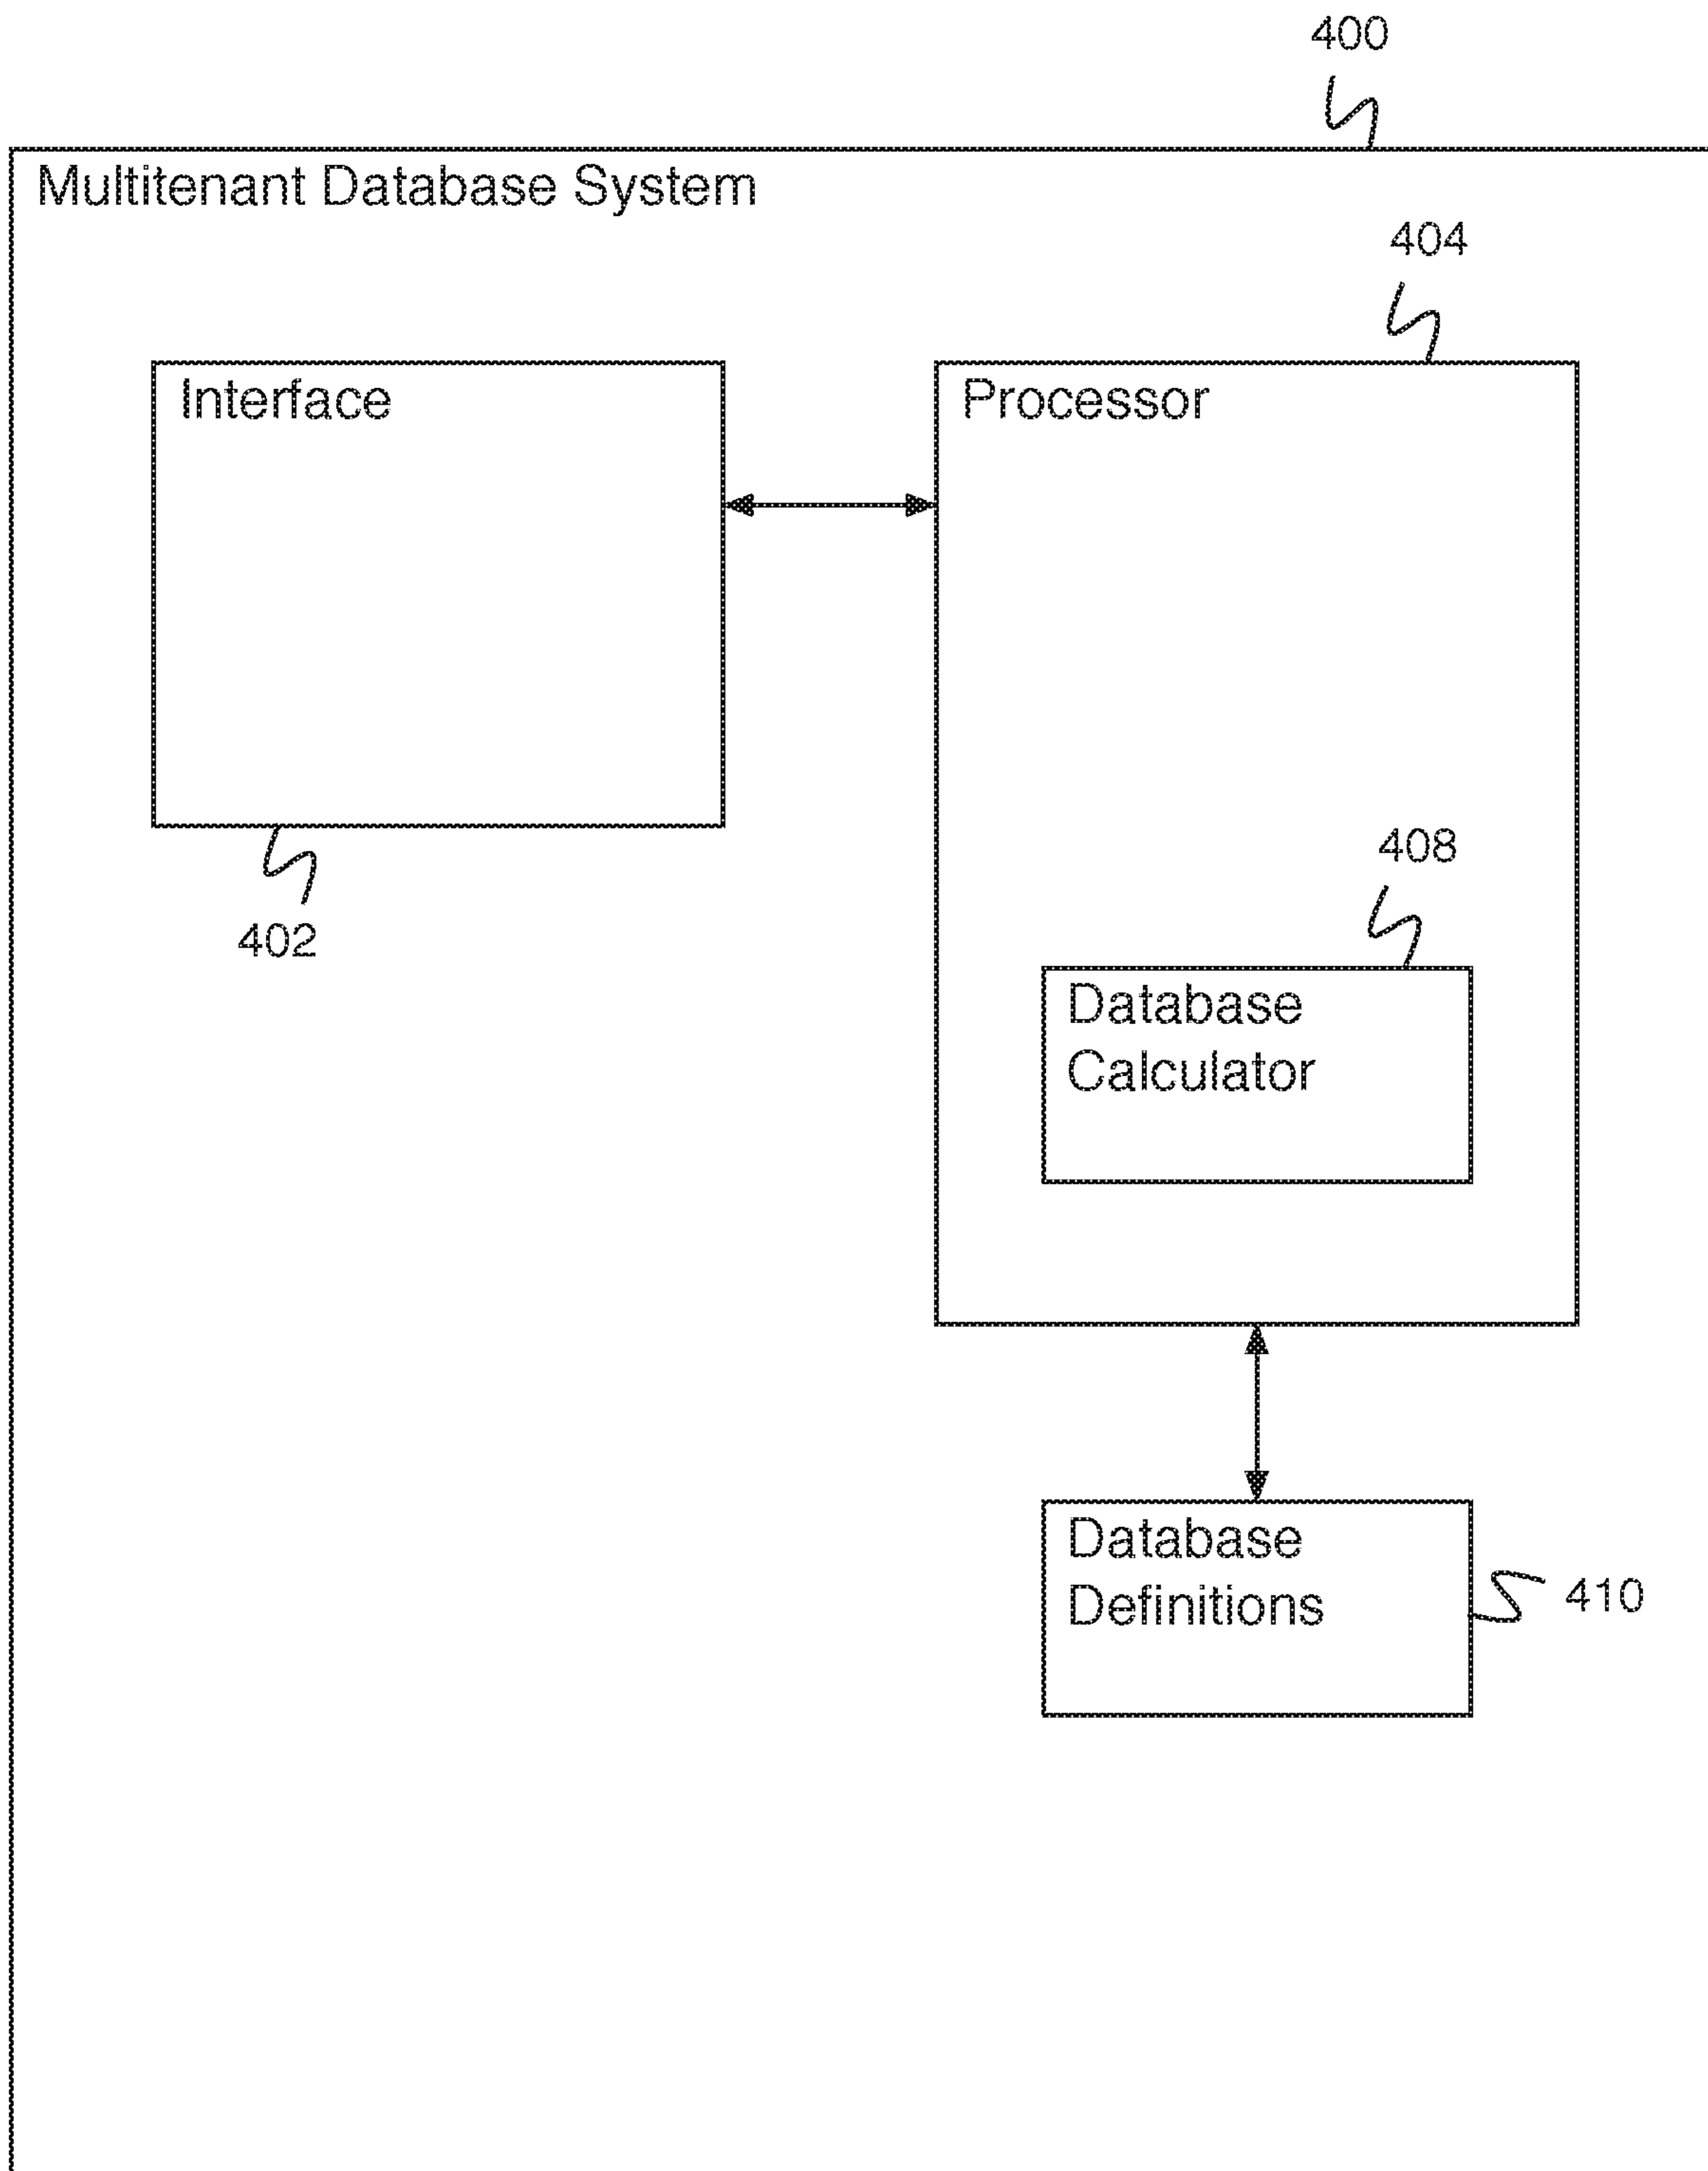 400
Multitenant Database System
404
Interface
Processor
408
402
Database
Calculator
Database
Definitions
410